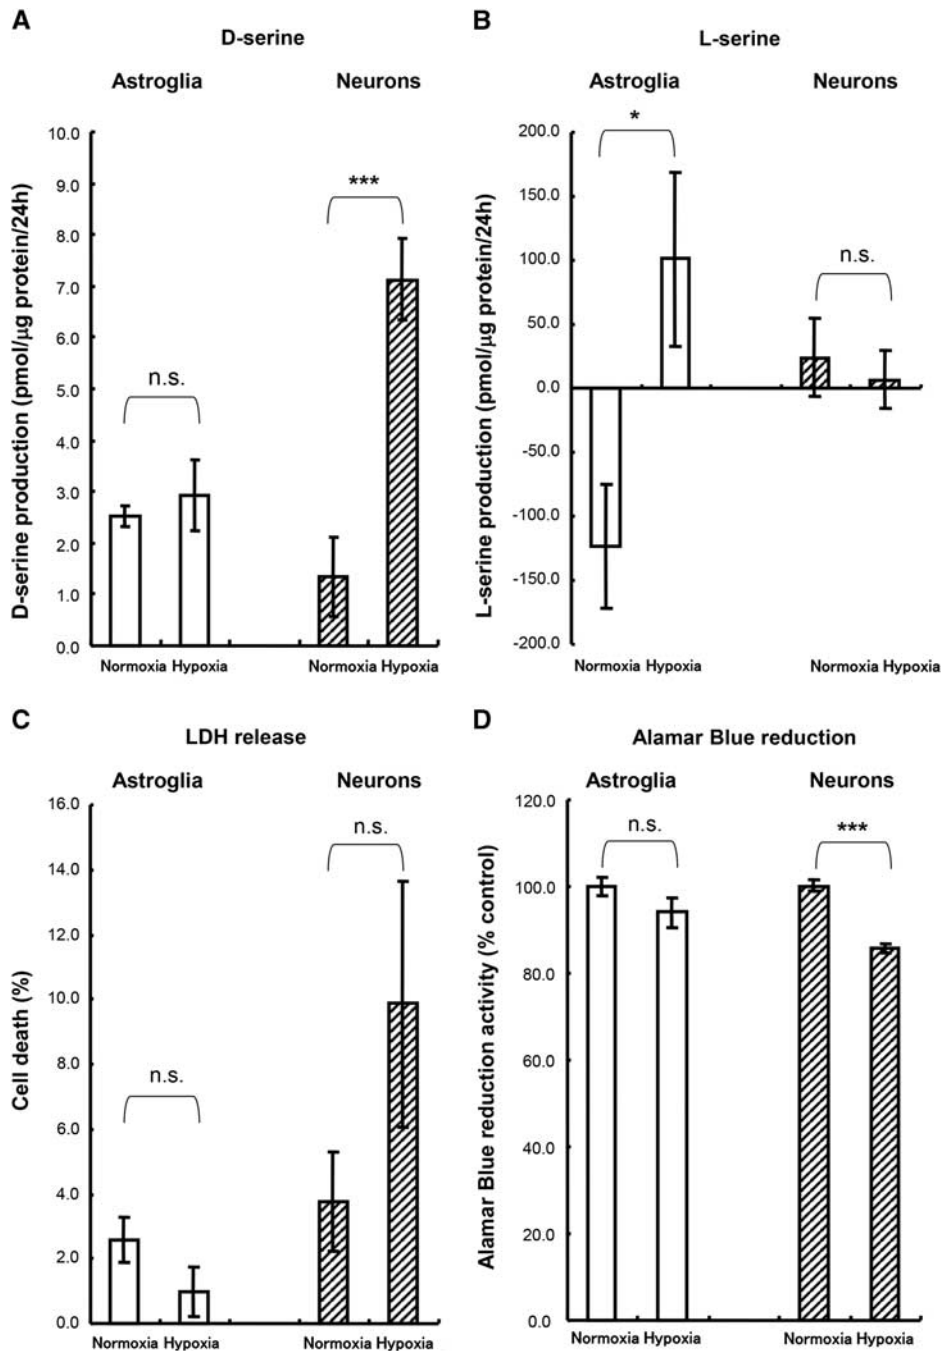 A
D-serine
Astroglia Neurons
D-serine production (pmol/μg protein/24h)
10.0
9.0
8.0
7.0
6.0
5.0
4.0
3.0
2.0
1.0
0.0
n.s.
***
Normoxia Hypoxia Normoxia Hypoxia
B
L-serine
Astroglia Neurons
L-serine production (pmol/μg protein/24h)
200.0
150.0
100.0
50.0
0.0
-50.0
-100.0
-150.0
-200.0
*
n.s.
Normoxia Hypoxia Normoxia Hypoxia
C
LDH release
Astroglia Neurons
Cell death (%)
16.0
14.0
12.0
10.0
8.0
6.0
4.0
2.0
0.0
n.s.
n.s.
Normoxia Hypoxia Normoxia Hypoxia
D
Alamar Blue reduction
Astroglia Neurons
Alamar Blue reduction activity (% control)
120.0
100.0
80.0
60.0
40.0
20.0
0.0
n.s.
***
Normoxia Hypoxia Normoxia Hypoxia